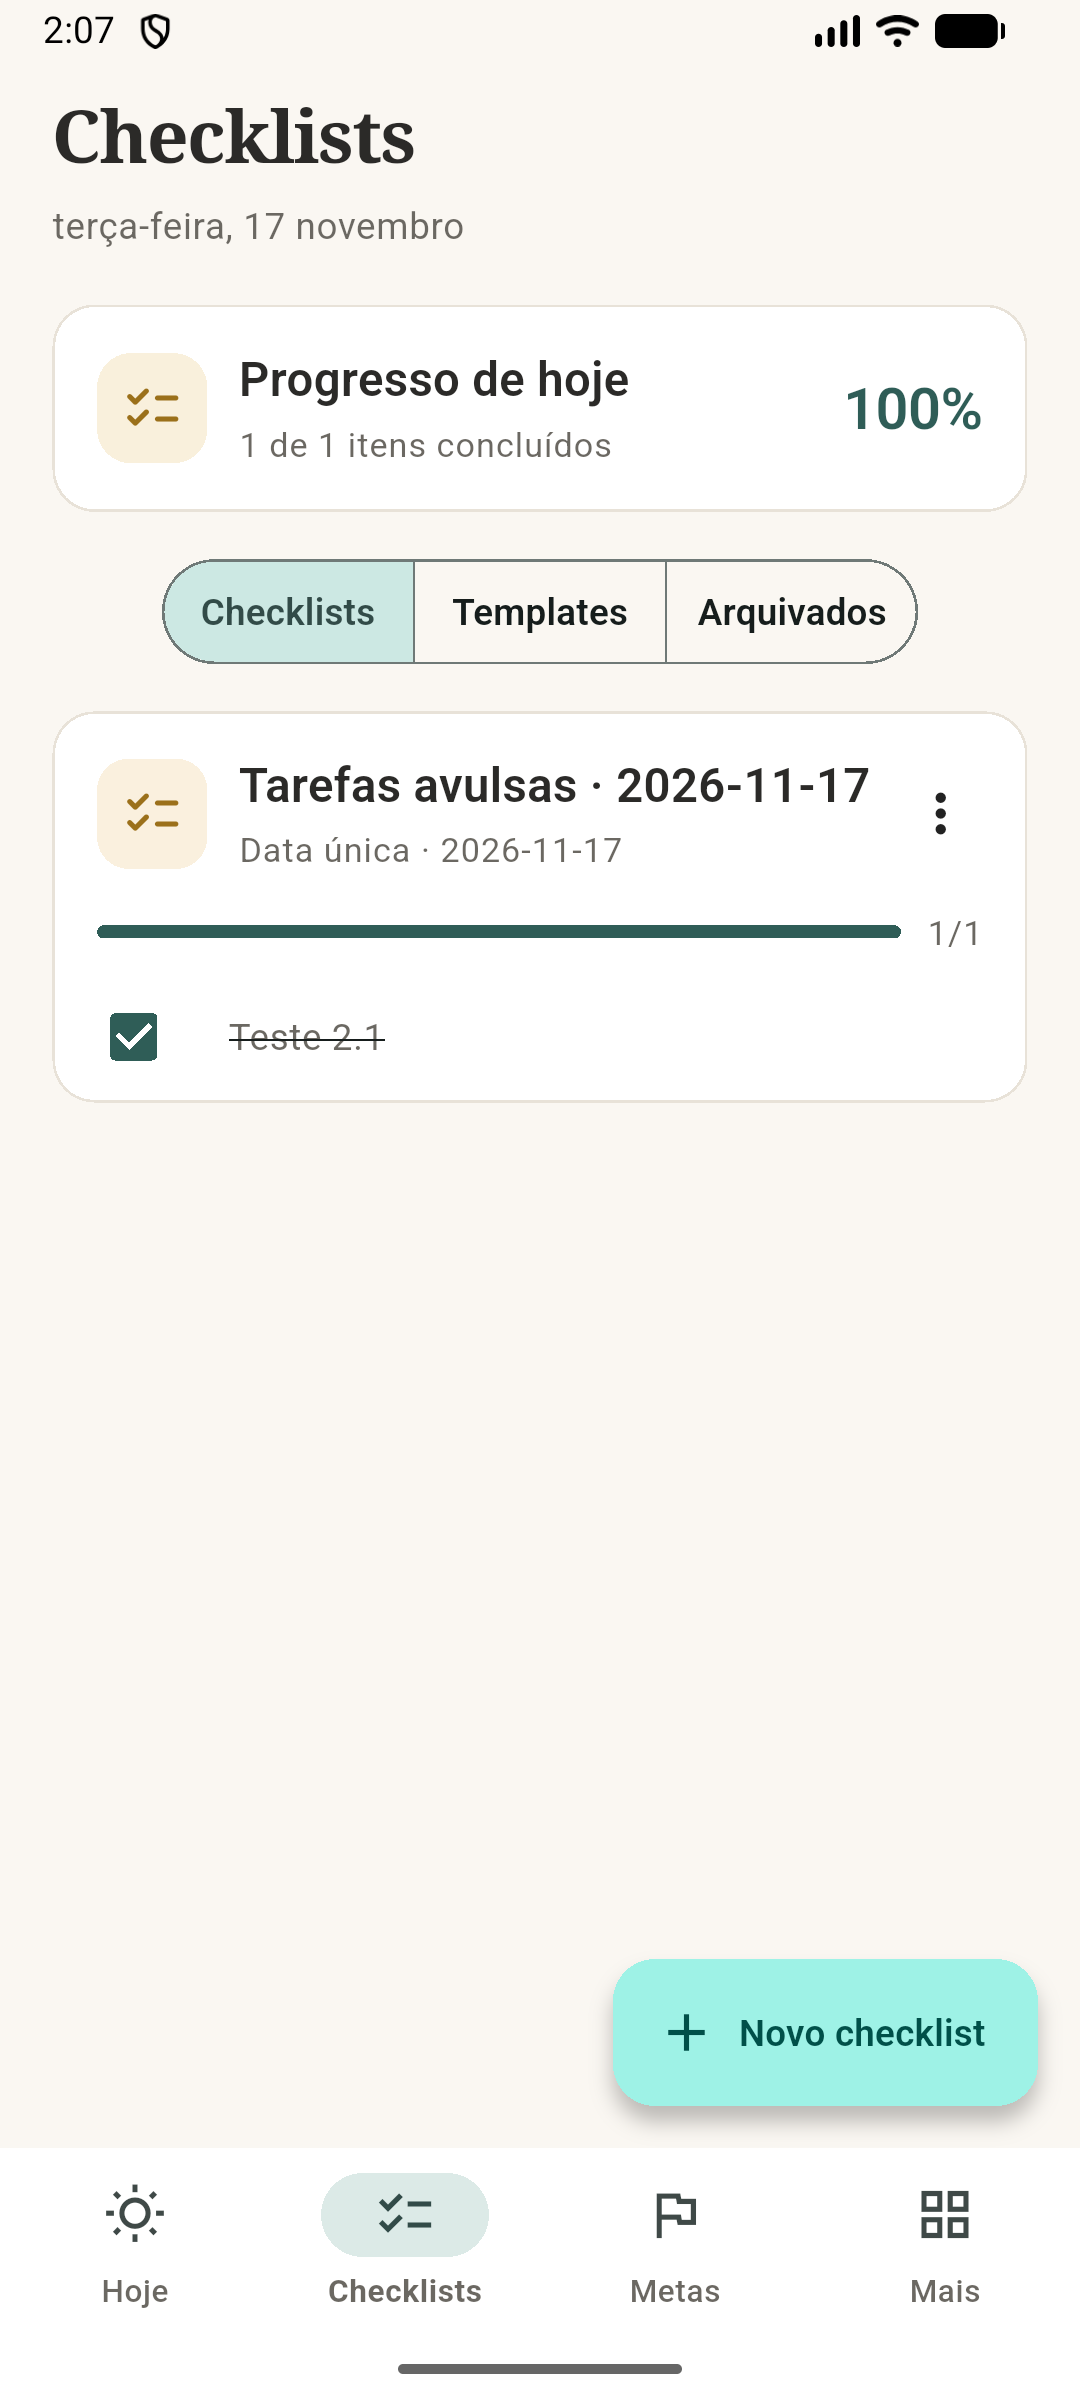 2:07
Checklists
terça-feira, 17 novembro
Progresso de hoje
1 de 1 itens concluídos
100%
Checklists
Templates
Arquivados
Tarefas avulsas · 2026-11-17
Data única · 2026-11-17
1/1
Teste 2.1
Novo checklist
Hoje
Checklists
Metas
Mais